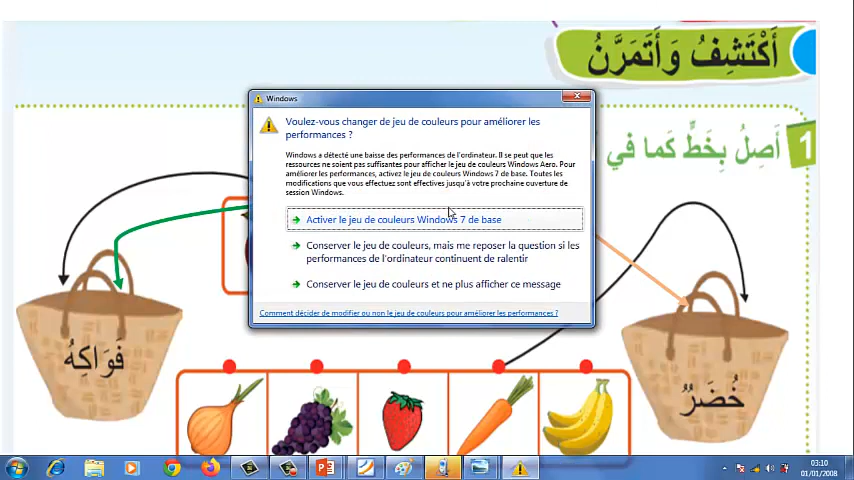 أَكْتَشِفُ وَأَتَمَرَّنُ
1 أَصِلُ بِخَطٍّ كَما في
Windows
Voulez-vous changer de jeu de couleurs pour améliorer les
performances ?
Windows a détecté une baisse des performances de l'ordinateur. Il se peut que les
ressources ne soient pas suffisantes pour afficher le jeu de couleurs Windows Aero. Pour
améliorer les performances, activez le jeu de couleurs Windows 7 de base. Toutes les
modifications que vous effectuez sont effectives jusqu'à votre prochaine ouverture de
session Windows.
Activer le jeu de couleurs Windows 7 de base
Conserver le jeu de couleurs, mais me reposer la question si les
performances de l'ordinateur continuent de ralentir
Conserver le jeu de couleurs et ne plus afficher ce message
Comment décider de modifier ou non le jeu de couleurs pour améliorer les performances ?
خُضَرٌ
فَوَاكِهُ
03:10
01/01/2008